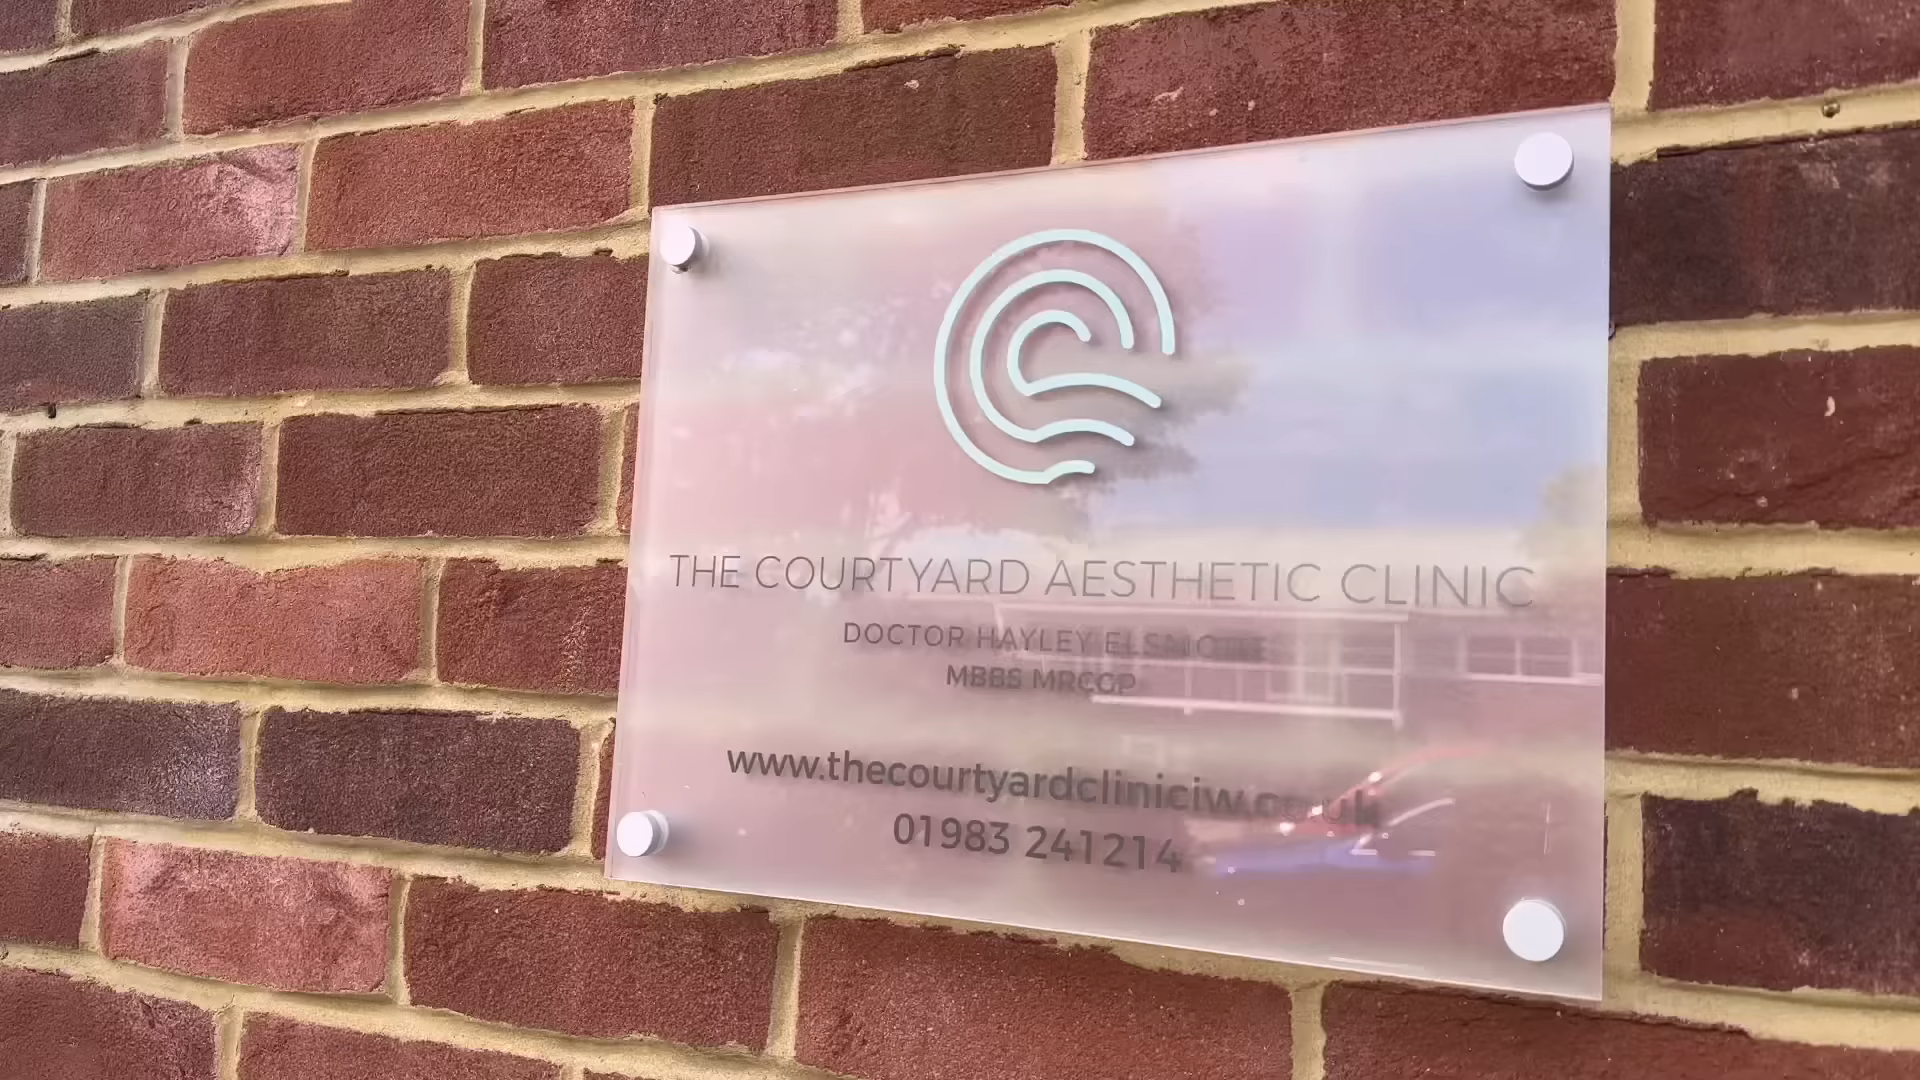 THE COURTYARD AESTHETIC CLINIC
DOCTOR HAYLEY
MBBS MRCGP
www.thecourtyardcliniciw.co.uk
01983 241214